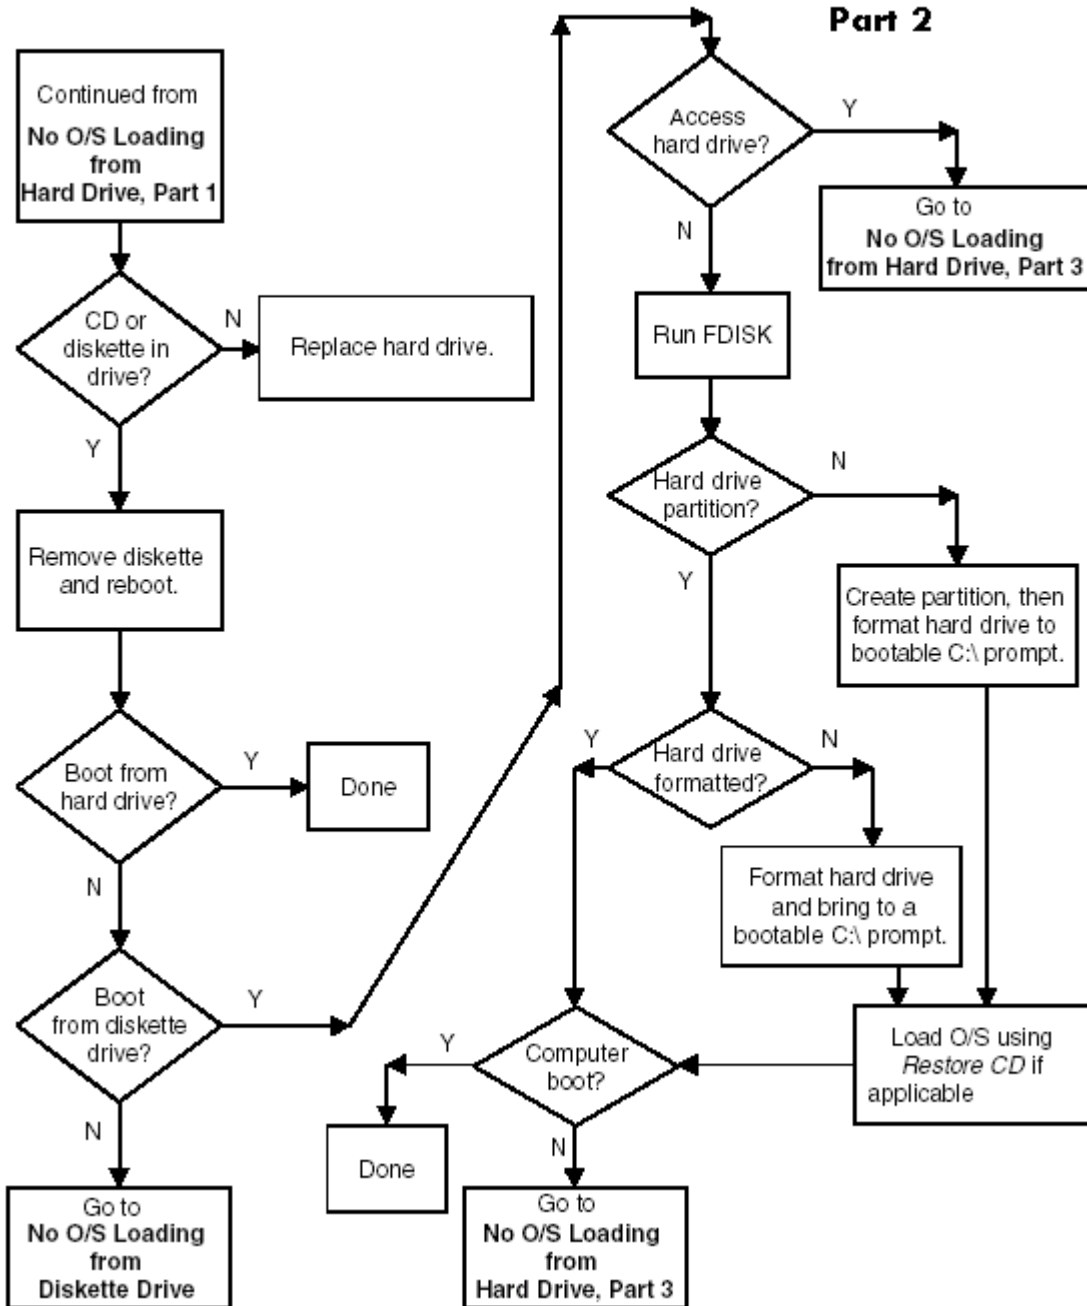 Part 2
Continued from
No O/S Loading
from
Hard Drive, Part 1
CD or
diskette in
drive?
N
Replace hard drive.
Y
Remove diskette
and reboot.
Boot from
hard drive?
Y
Done
N
Boot
from diskette
drive?
Y
N
Go to
No O/S Loading
from
Diskette Drive
Access
hard drive?
Y
Go to
No O/S Loading
from Hard Drive, Part 3
N
Run FDISK
Hard drive
partition?
N
Create partition, then
format hard drive to
bootable C:\ prompt.
Y
Hard drive
formatted?
Y
N
Format hard drive
and bring to a
bootable C:\ prompt.
Load O/S using
Restore CD if
applicable
Computer
boot?
Y
Done
N
Go to
No O/S Loading
from
Hard Drive, Part 3